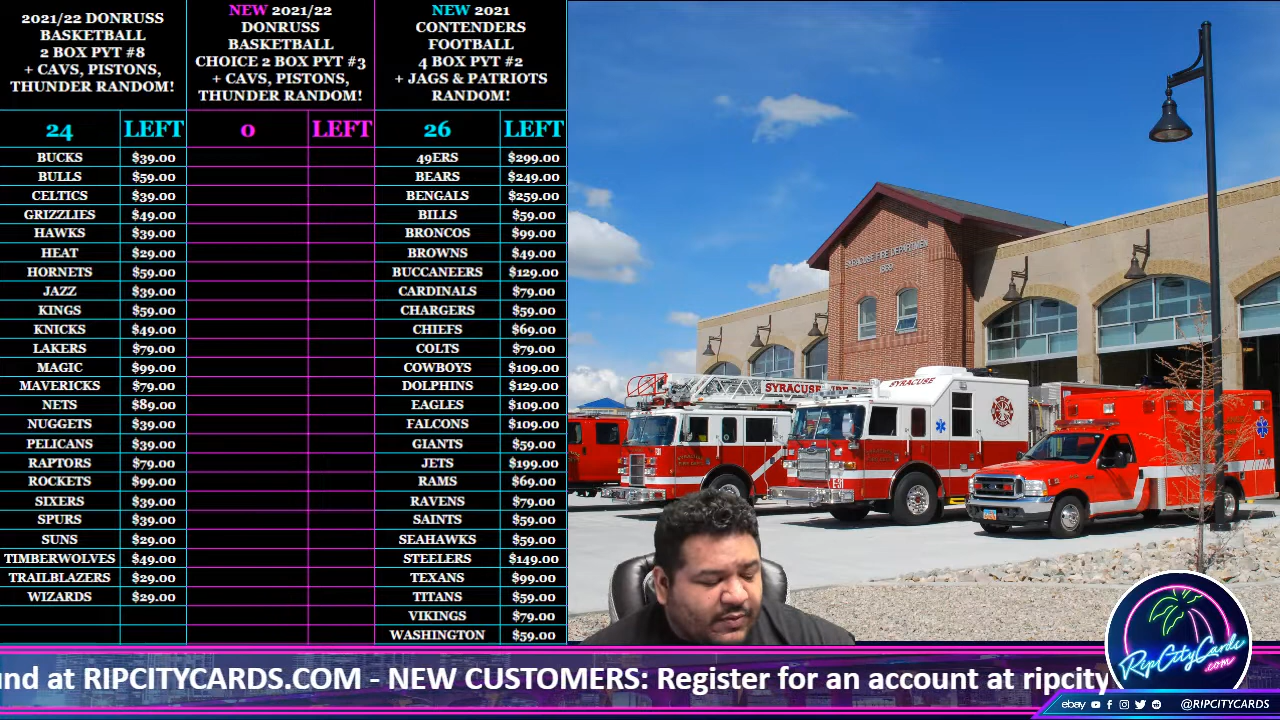 2021/22 DONRUSS
BASKETBALL
2 BOX PYT #8
+ CAVS, PISTONS,
THUNDER RANDOM!
24 LEFT
BUCKS $39.00
BULLS $59.00
CELTICS $39.00
GRIZZLIES $49.00
HAWKS $39.00
HEAT $29.00
HORNETS $59.00
JAZZ $39.00
KINGS $59.00
KNICKS $49.00
LAKERS $79.00
MAGIC $99.00
MAVERICKS $79.00
NETS $89.00
NUGGETS $39.00
PELICANS $39.00
RAPTORS $79.00
ROCKETS $99.00
SIXERS $39.00
SPURS $39.00
SUNS $29.00
TIMBERWOLVES $49.00
TRAILBLAZERS $29.00
WIZARDS $29.00
NEW 2021/22
DONRUSS
BASKETBALL
CHOICE 2 BOX PYT #3
+ CAVS, PISTONS,
THUNDER RANDOM!
0 LEFT
NEW 2021
CONTENDERS
FOOTBALL
4 BOX PYT #2
+ JAGS & PATRIOTS
RANDOM!
26 LEFT
49ERS $299.00
BEARS $249.00
BENGALS $259.00
BILLS $59.00
BRONCOS $99.00
BROWNS $49.00
BUCCANEERS $129.00
CARDINALS $79.00
CHARGERS $59.00
CHIEFS $69.00
COLTS $79.00
COWBOYS $109.00
DOLPHINS $129.00
EAGLES $109.00
FALCONS $109.00
GIANTS $59.00
JETS $199.00
RAMS $69.00
RAVENS $79.00
SAINTS $59.00
SEAHAWKS $59.00
STEELERS $149.00
TEXANS $99.00
TITANS $59.00
VIKINGS $79.00
WASHINGTON $59.00
SYRACUSE FIRE DEPARTMENT
SYRACUSE FIRE
SYRACUSE
und at RIPCITYCARDS.COM - NEW CUSTOMERS: Register for an account at ripcity
RipCityCards
.com
ebay @RIPCITYCARDS